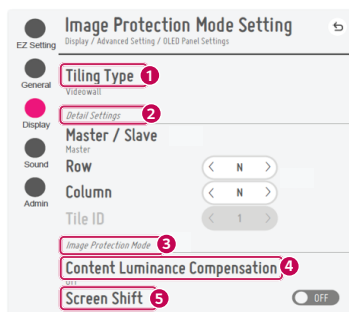 Image Protection Mode Setting
Display / Advanced Setting / OLED Panel Settings
EZ Setting
General
Display
Sound
Admin
Tiling Type 1
Videowall
Detail Settings 2
Master / Slave
Master
Row < N >
Column < N >
Tile ID < 1 >
Image Protection Mode 3
Content Luminance Compensation 4
Off
Screen Shift 5 OFF